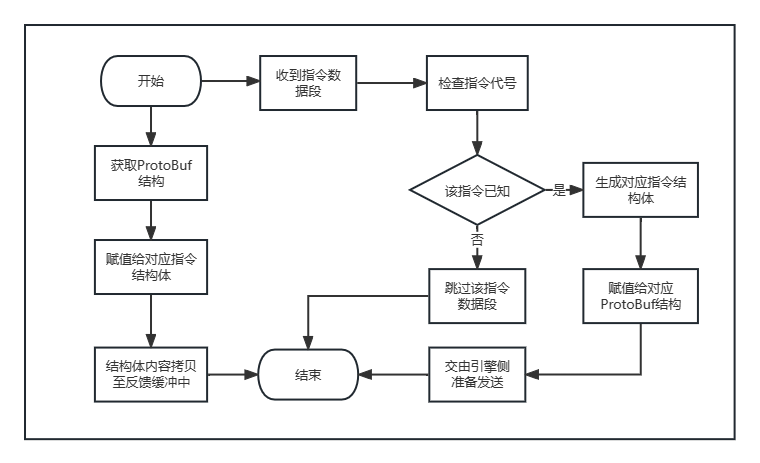 开始
收到指令数
据段
检查指令代号
获取ProtoBuf
结构
该指令已知
是
生成对应指令结
构体
否
赋值给对应指令
结构体
跳过该指令
数据段
赋值给对应
ProtoBuf结构
结构体内容拷贝
至反馈缓冲中
结束
交由引擎侧
准备发送